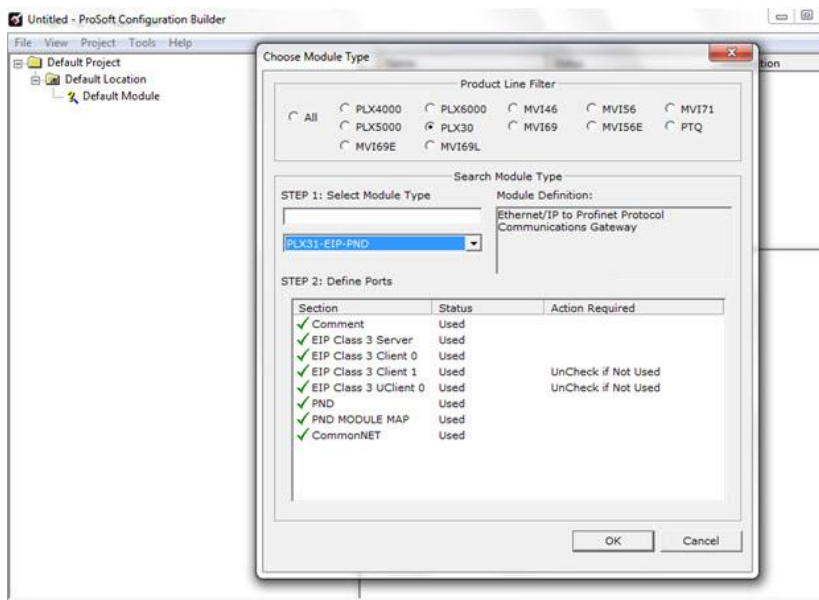 Untitled - ProSoft Configuration Builder
File View Project Tools Help
Default Project
Default Location
Default Module
tion
Choose Module Type
Product Line Filter
All PLX4000 PLX6000 MVI46 MVI56 MVI71
PLX5000 PLX30 MVI69 MVI56E PTQ
MVI69E MVI69L
Search Module Type
STEP 1: Select Module Type Module Definition:
Ethernet/IP to Profinet Protocol
Communications Gateway
PLX31-EIP-PND
STEP 2: Define Ports
Section Status Action Required
Comment Used
EIP Class 3 Server Used
EIP Class 3 Client 0 Used
EIP Class 3 Client 1 Used UnCheck if Not Used
EIP Class 3 UClient 0 Used UnCheck if Not Used
PND Used
PND MODULE MAP Used
CommonNET Used
OK Cancel